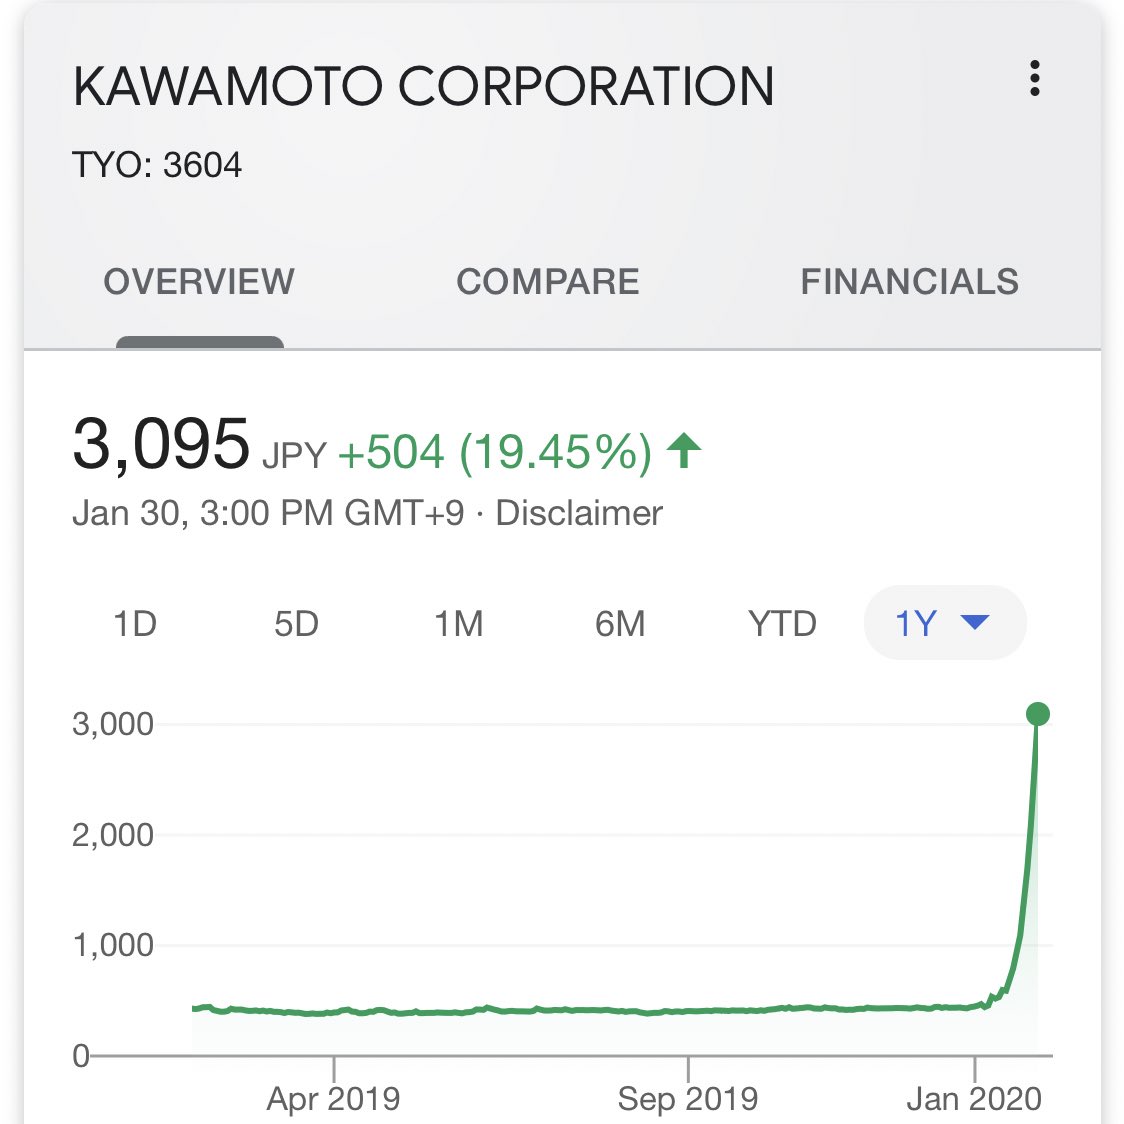 KAWAMOTO CORPORATION
TYO: 3604
OVERVIEW COMPARE FINANCIALS
3,095 JPY +504 (19.45%) ↑
Jan 30, 3:00 PM GMT+9 · Disclaimer
1D 5D 1M 6M YTD 1Y
3,000
2,000
1,000
0
Apr 2019 Sep 2019 Jan 2020